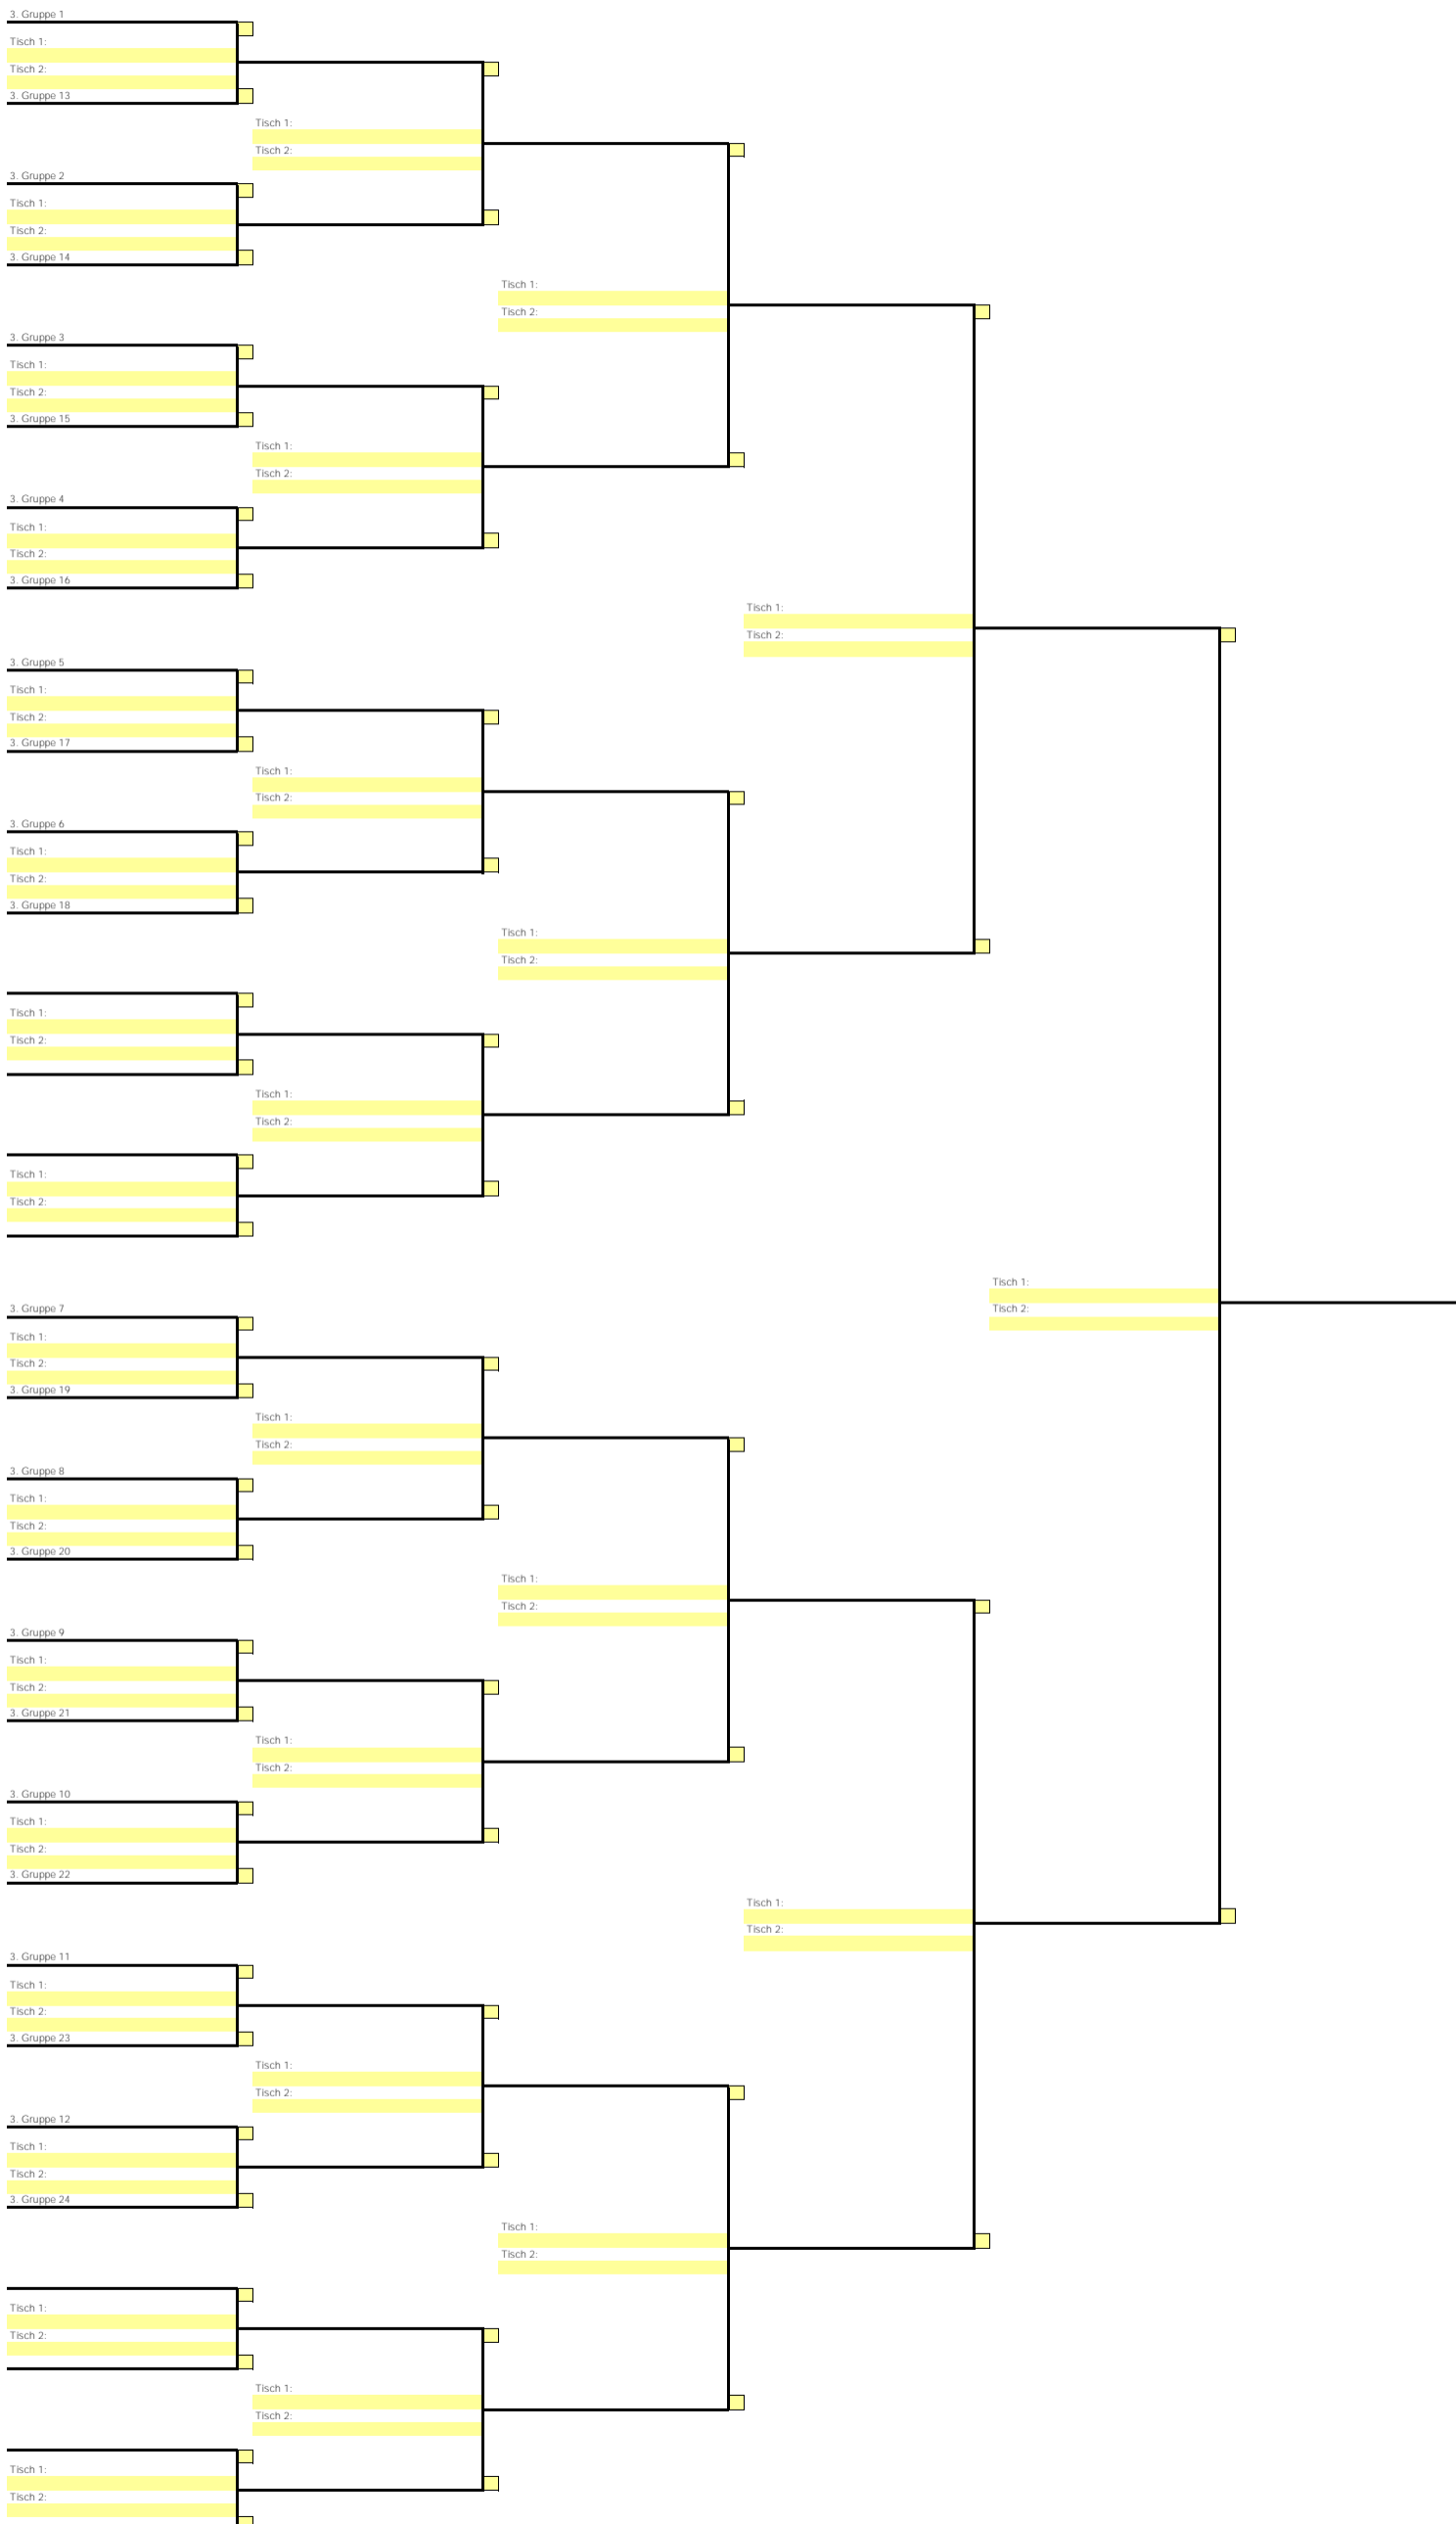 3. Gruppe 1
Tisch 1:
Tisch 2:
3. Gruppe 13
Tisch 1:
Tisch 2:
3. Gruppe 2
Tisch 1:
Tisch 2:
3. Gruppe 14
Tisch 1:
Tisch 2:
3. Gruppe 3
Tisch 1:
Tisch 2:
3. Gruppe 15
Tisch 1:
Tisch 2:
3. Gruppe 4
Tisch 1:
Tisch 2:
3. Gruppe 16
Tisch 1:
Tisch 2:
3. Gruppe 5
Tisch 1:
Tisch 2:
3. Gruppe 17
Tisch 1:
Tisch 2:
3. Gruppe 6
Tisch 1:
Tisch 2:
3. Gruppe 18
Tisch 1:
Tisch 2:
Tisch 1:
Tisch 2:
Tisch 1:
Tisch 2:
Tisch 1:
Tisch 2:
Tisch 1:
Tisch 2:
3. Gruppe 7
Tisch 1:
Tisch 2:
3. Gruppe 19
Tisch 1:
Tisch 2:
3. Gruppe 8
Tisch 1:
Tisch 2:
3. Gruppe 20
Tisch 1:
Tisch 2:
3. Gruppe 9
Tisch 1:
Tisch 2:
3. Gruppe 21
Tisch 1:
Tisch 2:
3. Gruppe 10
Tisch 1:
Tisch 2:
3. Gruppe 22
Tisch 1:
Tisch 2:
3. Gruppe 11
Tisch 1:
Tisch 2:
3. Gruppe 23
Tisch 1:
Tisch 2:
3. Gruppe 12
Tisch 1:
Tisch 2:
3. Gruppe 24
Tisch 1:
Tisch 2:
Tisch 1:
Tisch 2:
Tisch 1:
Tisch 2:
Tisch 1:
Tisch 2: